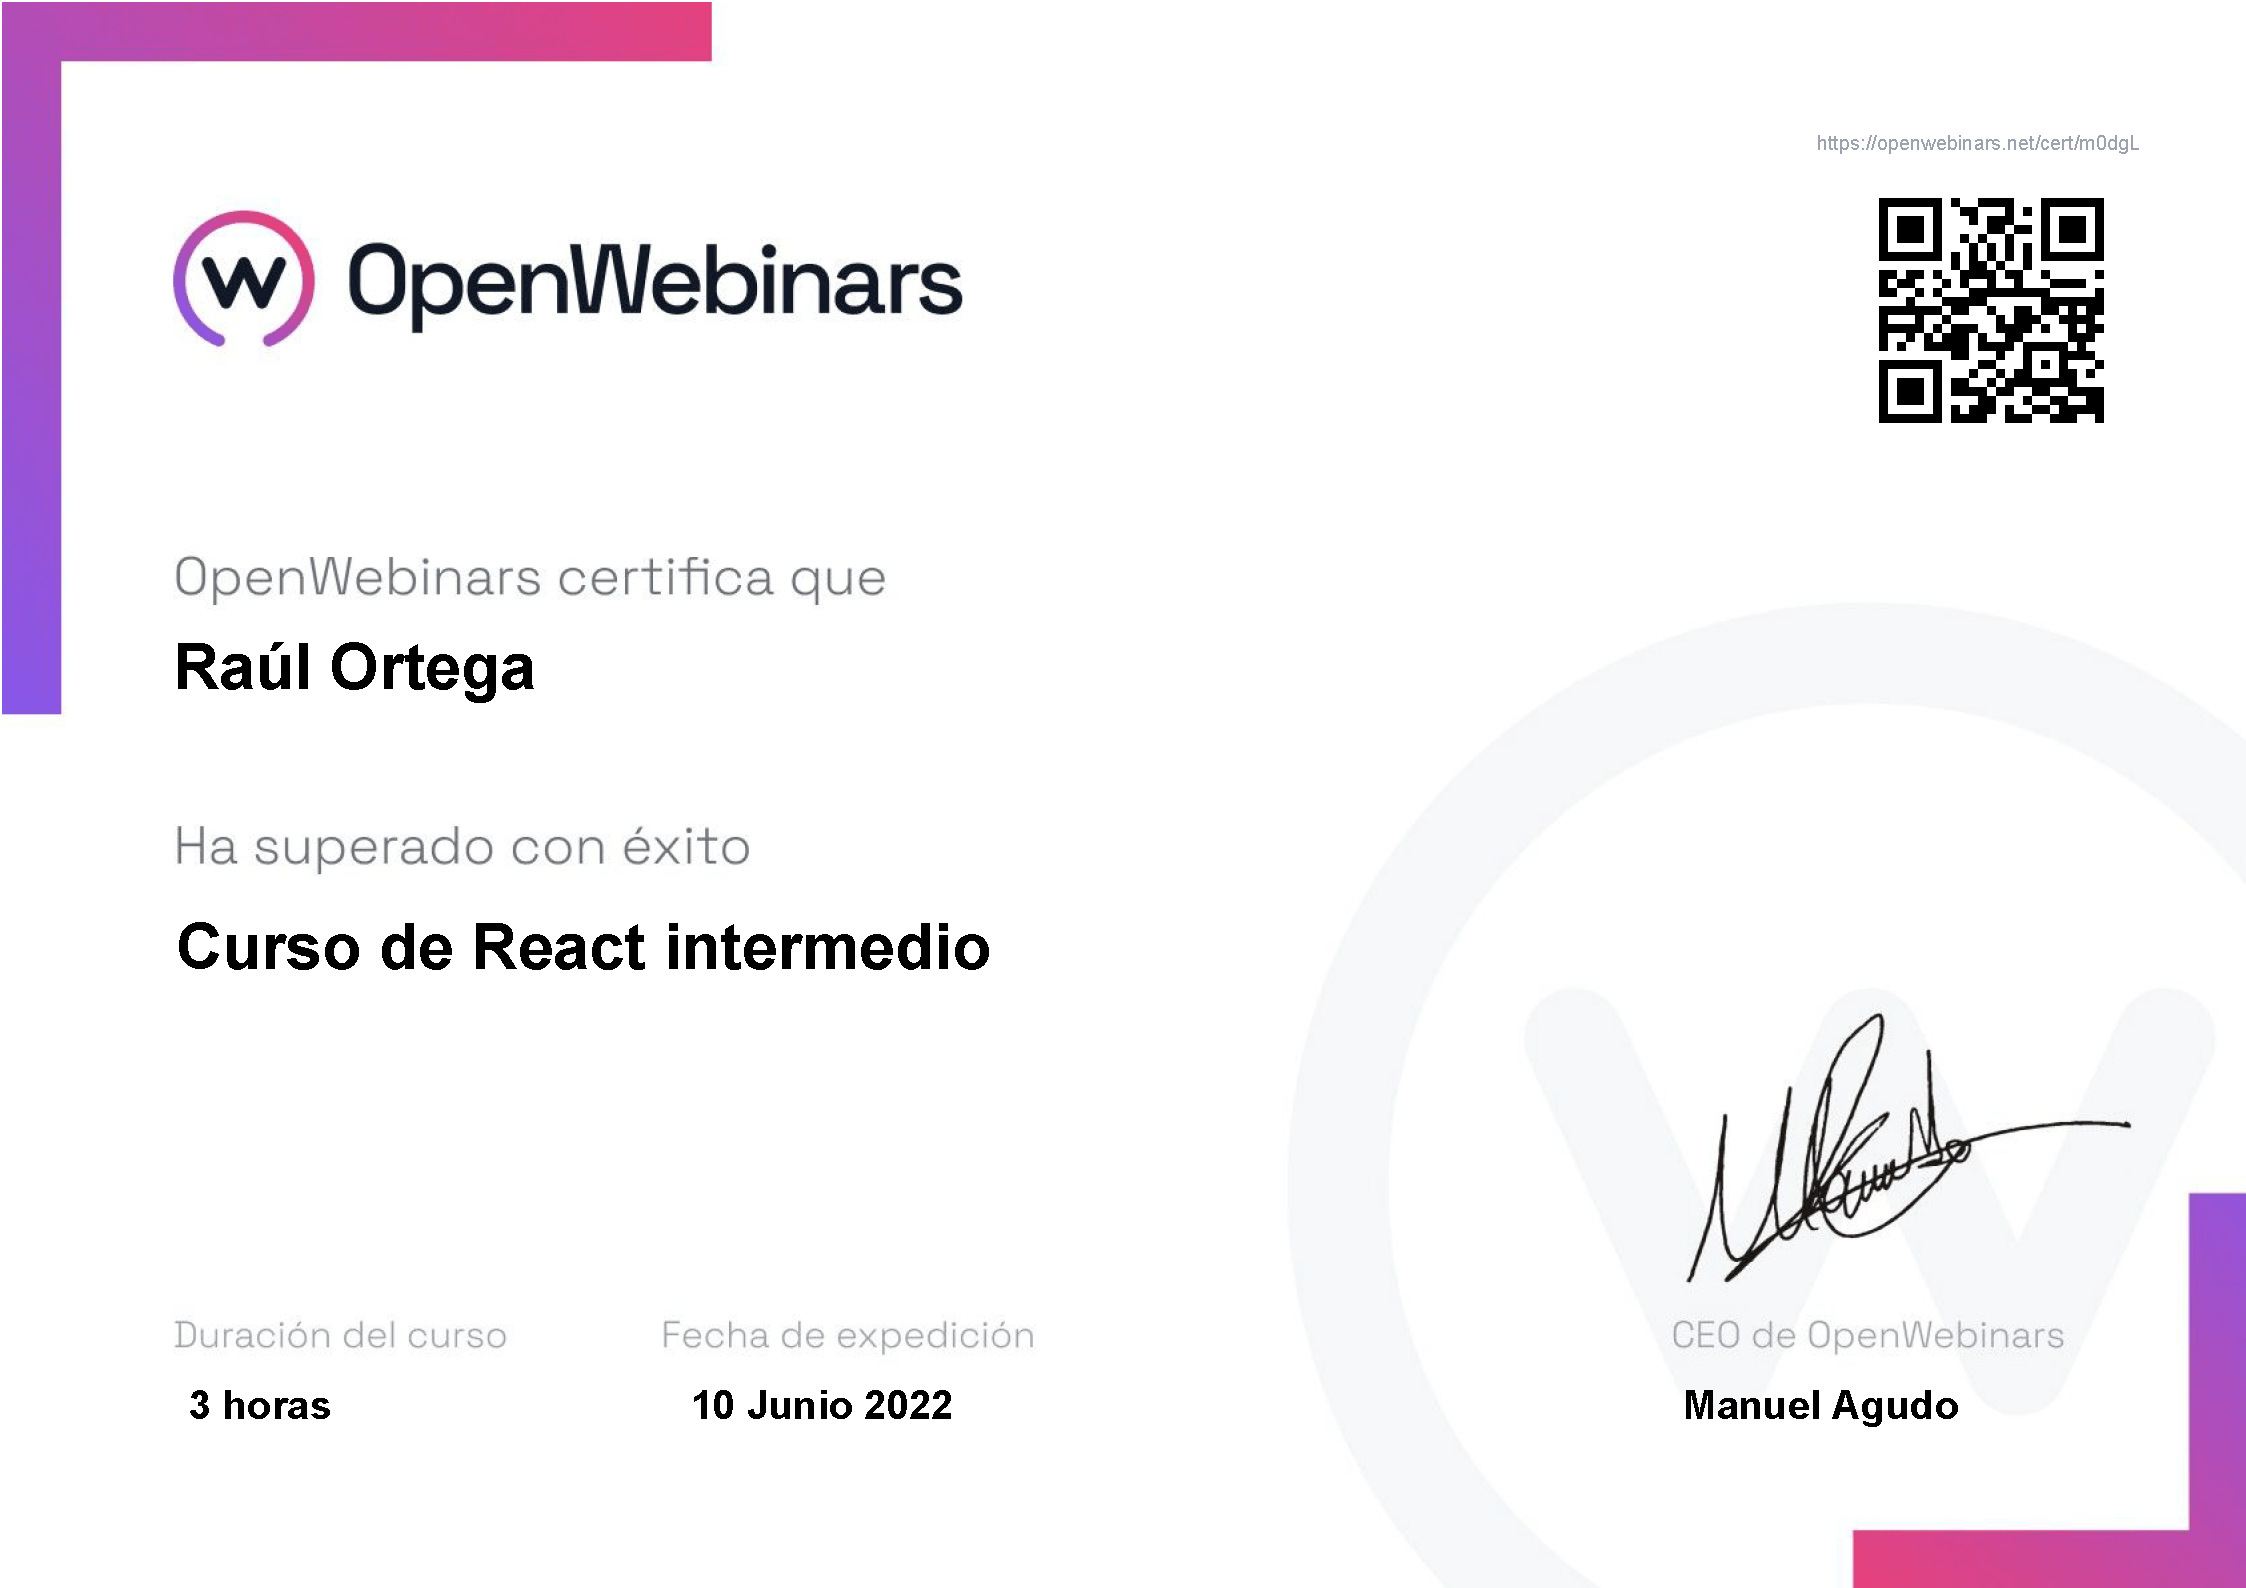 https://openwebinars.net/cert/m0dgL
OpenWebinars
OpenWebinars certifica que
Raúl Ortega
Ha superado con éxito
Curso de React intermedio
Duración del curso
3 horas
Fecha de expedición
10 Junio 2022
CEO de OpenWebinars
Manuel Agudo